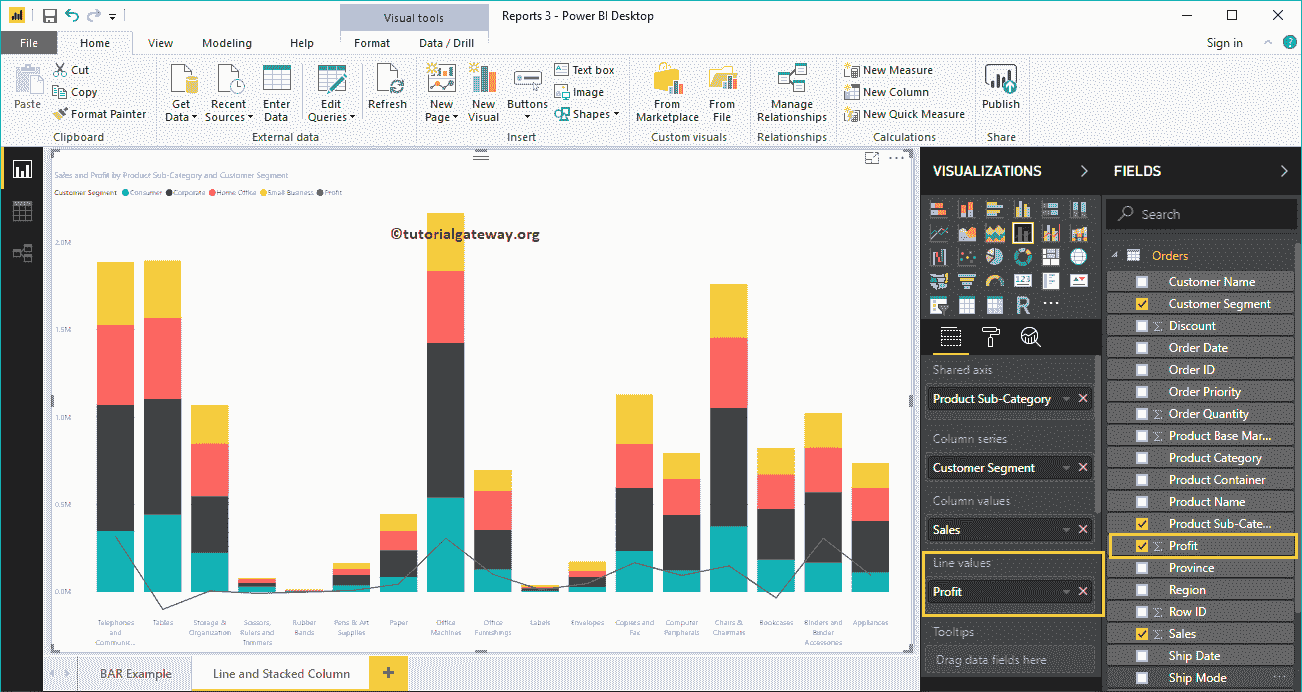 Visual tools
Reports 3 - Power BI Desktop
File
Home
View
Modeling
Help
Format
Data / Drill
Sign in
?
Paste
Cut
Copy
Format Painter
Clipboard
Get Data
Recent Sources
Enter Data
Edit Queries
External data
Refresh
New Page
New Visual
Buttons
Text box
Image
Shapes
Insert
From Marketplace
From File
Custom visuals
Manage Relationships
Relationships
New Measure
New Column
New Quick Measure
Calculations
Publish
Share
Sales and Profit by Product Sub-Category and Customer Segment
Customer Segment Consumer Corporate Home Office Small Business Profit
©tutorialgateway.org
2.0M
1.5M
1.0M
0.5M
0.0M
Telephones and Communic...
Tables
Storage & Organization
Scissors, Rulers and Trimmers
Rubber Bands
Pens & Art Supplies
Paper
Office Machines
Office Furnishings
Labels
Envelopes
Copiers and Fax
Computer Peripherals
Chairs & Chairmats
Bookcases
Binders and Binder Accessories
Appliances
BAR Example
Line and Stacked Column
+
VISUALIZATIONS
123
R
...
Shared axis
Product Sub-Category
Column series
Customer Segment
Column values
Sales
Line values
Profit
Tooltips
Drag data fields here
FIELDS
Search
Orders
Customer Name
Customer Segment
Σ Discount
Order Date
Order ID
Order Priority
Σ Order Quantity
Σ Product Base Mar...
Product Category
Product Container
Product Name
Product Sub-Cate...
Σ Profit
Province
Region
Σ Row ID
Σ Sales
Ship Date
Ship Mode